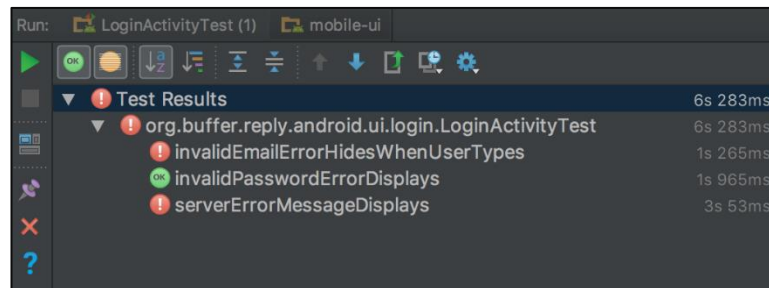 Run: LoginActivityTest (1) mobile-ui
OK
Test Results 6s 283ms
org.buffer.reply.android.ui.login.LoginActivityTest 6s 283ms
invalidEmailErrorHidesWhenUserTypes 1s 265ms
OK invalidPasswordErrorDisplays 1s 965ms
serverErrorMessageDisplays 3s 53ms